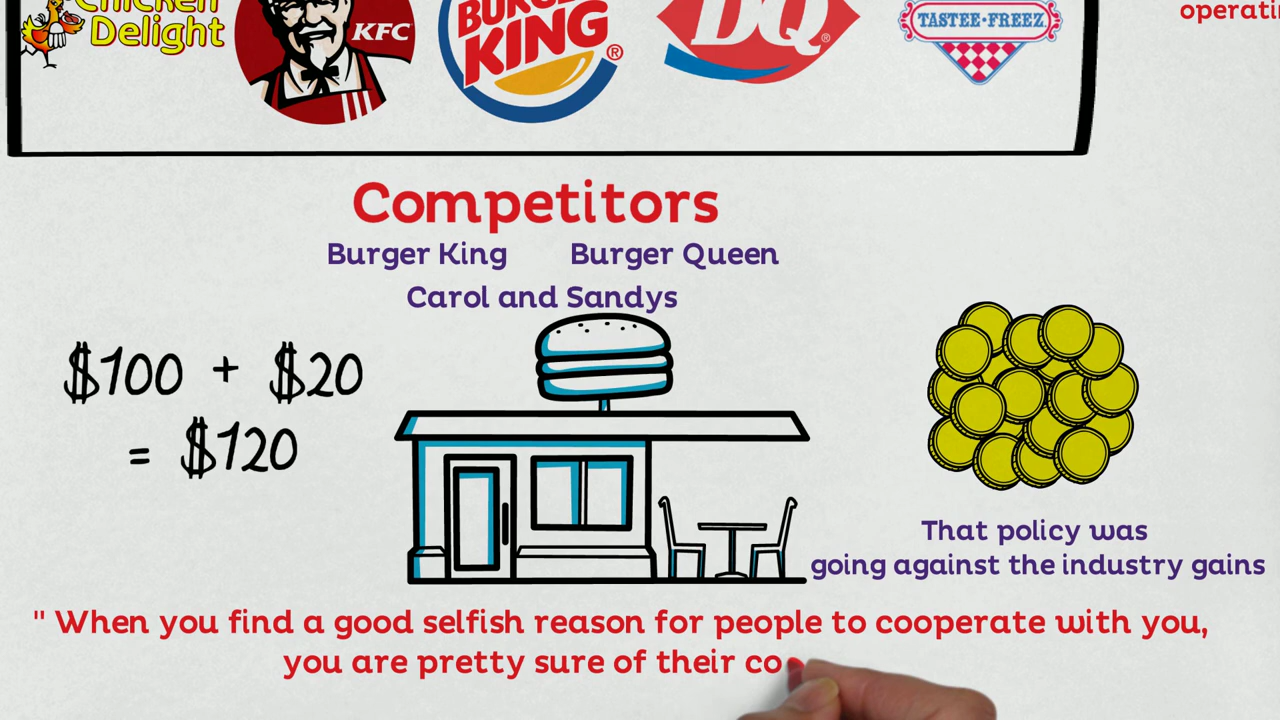 Chicken
Delight
KFC
BURGER
KING
®
DQ
®
TASTEE·FREEZ
Competitors
Burger King Burger Queen
Carol and Sandys
$100 + $20
= $120
That policy was
going against the industry gains
" When you find a good selfish reason for people to cooperate with you,
you are pretty sure of their co